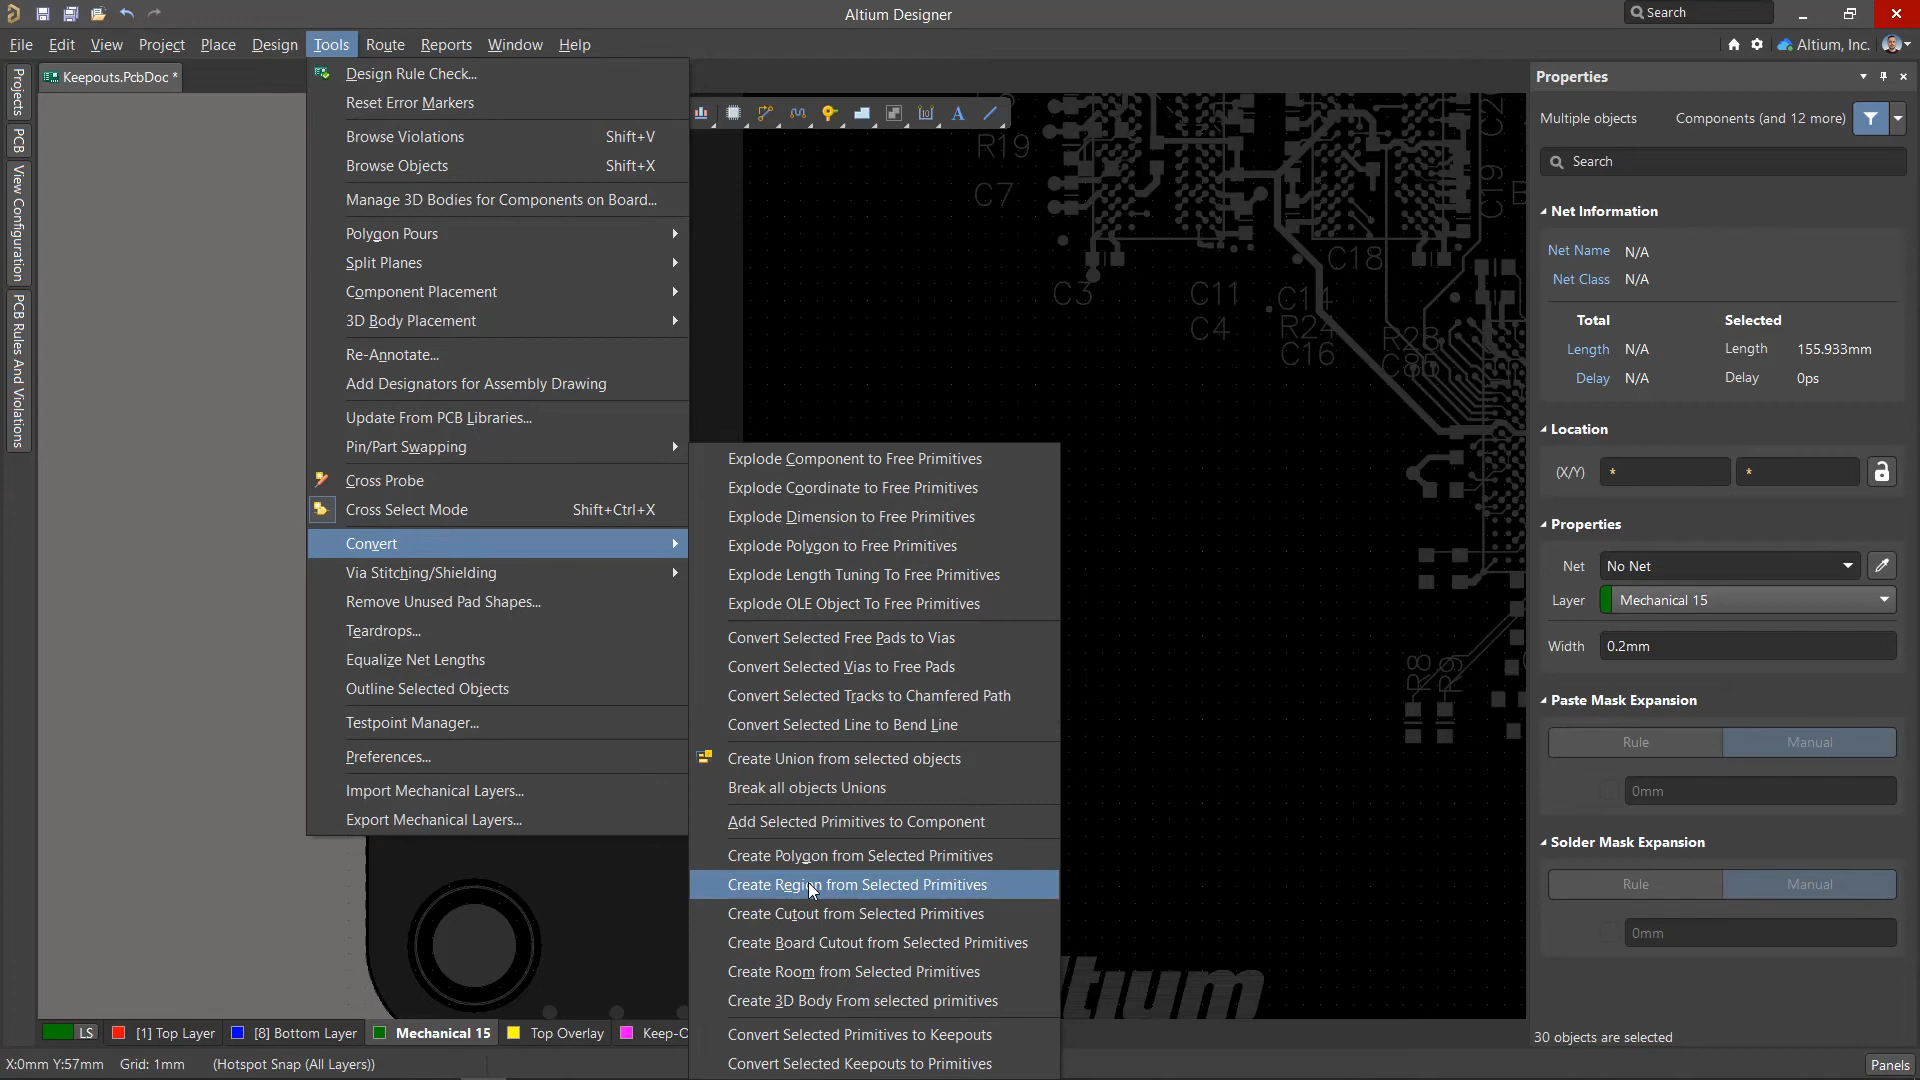 Altium Designer
Search
File Edit View Project Place Design Tools Route Reports Window Help
Altium, Inc.
Projects
PCB
View Configuration
PCB Rules And Violations
Keepouts.PcbDoc *
Design Rule Check...
Reset Error Markers
Browse Violations Shift+V
Browse Objects Shift+X
Manage 3D Bodies for Components on Board...
Polygon Pours
Split Planes
Component Placement
3D Body Placement
Re-Annotate...
Add Designators for Assembly Drawing
Update From PCB Libraries...
Pin/Part Swapping
Cross Probe
Cross Select Mode Shift+Ctrl+X
Convert
Via Stitching/Shielding
Remove Unused Pad Shapes...
Teardrops...
Equalize Net Lengths
Outline Selected Objects
Testpoint Manager...
Preferences...
Import Mechanical Layers...
Export Mechanical Layers...
Explode Component to Free Primitives
Explode Coordinate to Free Primitives
Explode Dimension to Free Primitives
Explode Polygon to Free Primitives
Explode Length Tuning To Free Primitives
Explode OLE Object To Free Primitives
Convert Selected Free Pads to Vias
Convert Selected Vias to Free Pads
Convert Selected Tracks to Chamfered Path
Convert Selected Line to Bend Line
Create Union from selected objects
Break all objects Unions
Add Selected Primitives to Component
Create Polygon from Selected Primitives
Create Region from Selected Primitives
Create Cutout from Selected Primitives
Create Board Cutout from Selected Primitives
Create Room from Selected Primitives
Create 3D Body From selected primitives
Convert Selected Primitives to Keepouts
Convert Selected Keepouts to Primitives
R19
C7
C3
C11
C4
C14
R24
C16
C18
C19
R8
R9
Properties
Multiple objects Components (and 12 more)
Search
Net Information
Net Name N/A
Net Class N/A
Total Selected
Length N/A Length 155.933mm
Delay N/A Delay 0ps
Location
(X/Y) * *
Properties
Net No Net
Layer Mechanical 15
Width 0.2mm
Paste Mask Expansion
Rule Manual
0mm
Solder Mask Expansion
Rule Manual
0mm
30 objects are selected
LS [1] Top Layer [8] Bottom Layer Mechanical 15 Top Overlay
X:0mm Y:57mm Grid: 1mm (Hotspot Snap (All Layers))
Panels